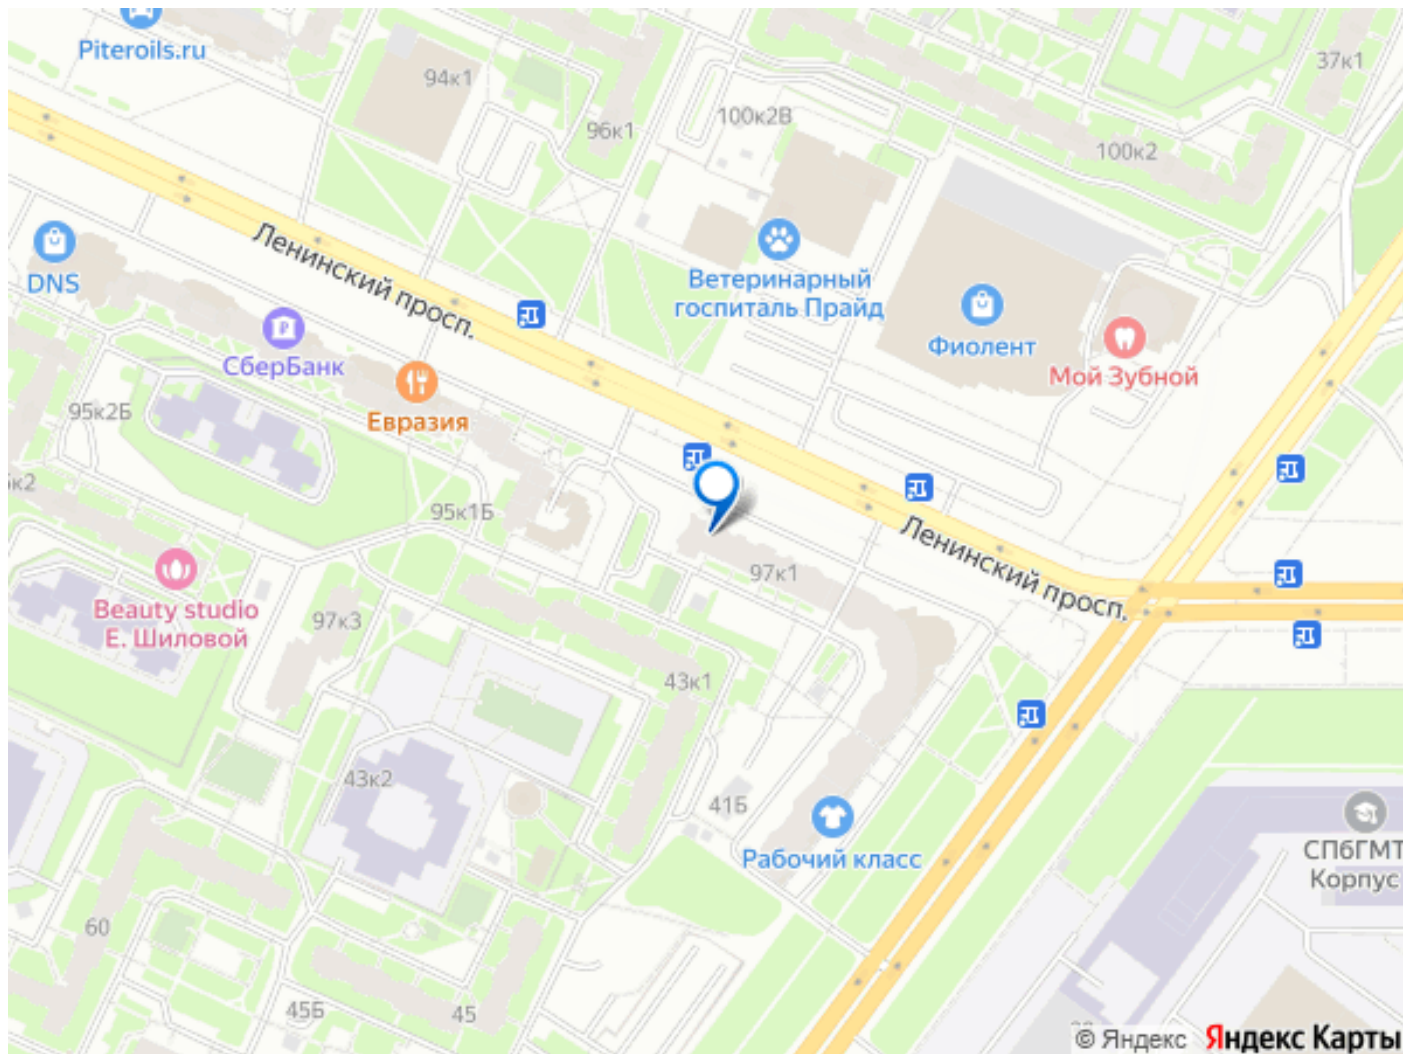 Piteroils.ru
94к1
37к1
96к1
100к2В
100к2
Ленинский просп.
DNS
Ветеринарный
госпиталь Прайд
Фиолент
Мой Зубной
СберБанк
95к2Б
Евразия
к2
95к1Б
Ленинский просп.
97к1
Beauty studio
Е. Шиловой
97к3
43к1
43к2
41Б
Рабочий класс
СПбГМТ
Корпус
60
45Б
45
© Яндекс Яндекс Карты